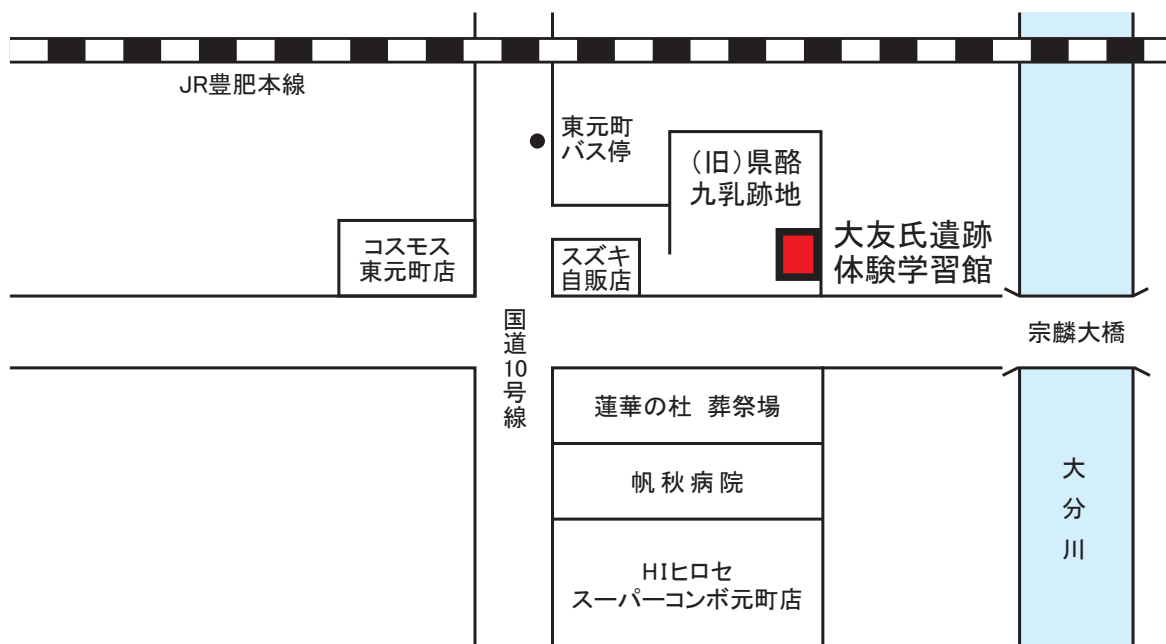 JR豊肥本線
東元町
バス停
(旧)県酪
九乳跡地
大友氏遺跡
体験学習館
コスモス
東元町店
スズキ
自販店
国道10号線
宗麟大橋
蓮華の杜 葬祭場
帆秋病院
HIヒロセ
スーパーコンボ元町店
大分川